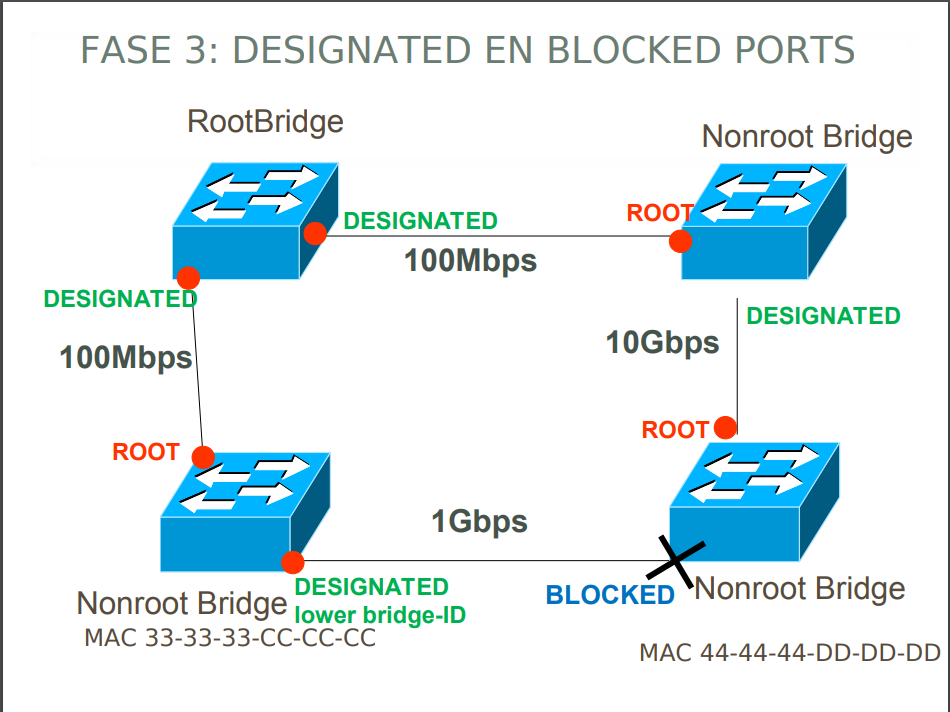 FASE 3: DESIGNATED EN BLOCKED PORTS
RootBridge
Nonroot Bridge
DESIGNATED
ROOT
100Mbps
DESIGNATED
DESIGNATED
100Mbps
10Gbps
ROOT
ROOT
1Gbps
DESIGNATED
lower bridge-ID
BLOCKED
Nonroot Bridge
Nonroot Bridge
MAC 33-33-33-CC-CC-CC
MAC 44-44-44-DD-DD-DD